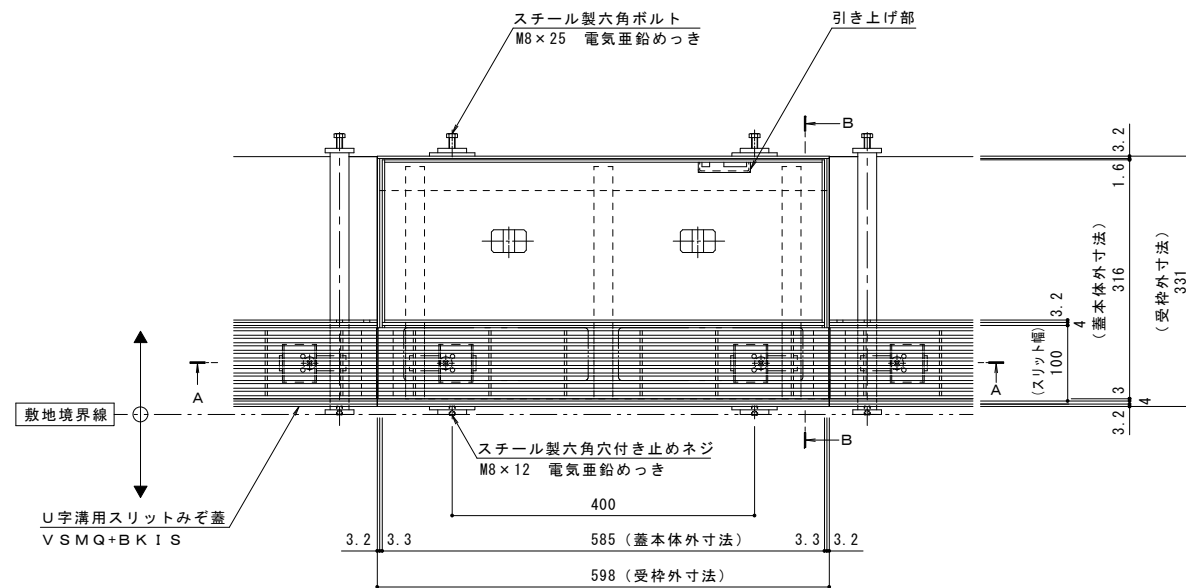 スチール製六角ボルト
M8×25 電気亜鉛めっき
引き上げ部
B
3.2
1.6
(蓋本体外寸法)
316
(受枠外寸法)
331
3.2
4
(スリット幅)
100
A
A
3
4
3.2
敷地境界線
B
スチール製六角穴付き止めネジ
M8×12 電気亜鉛めっき
400
U字溝用スリットみぞ蓋
VSMQ+BKIS
3.2 3.3 585 (蓋本体外寸法) 3.3 3.2
598 (受枠外寸法)